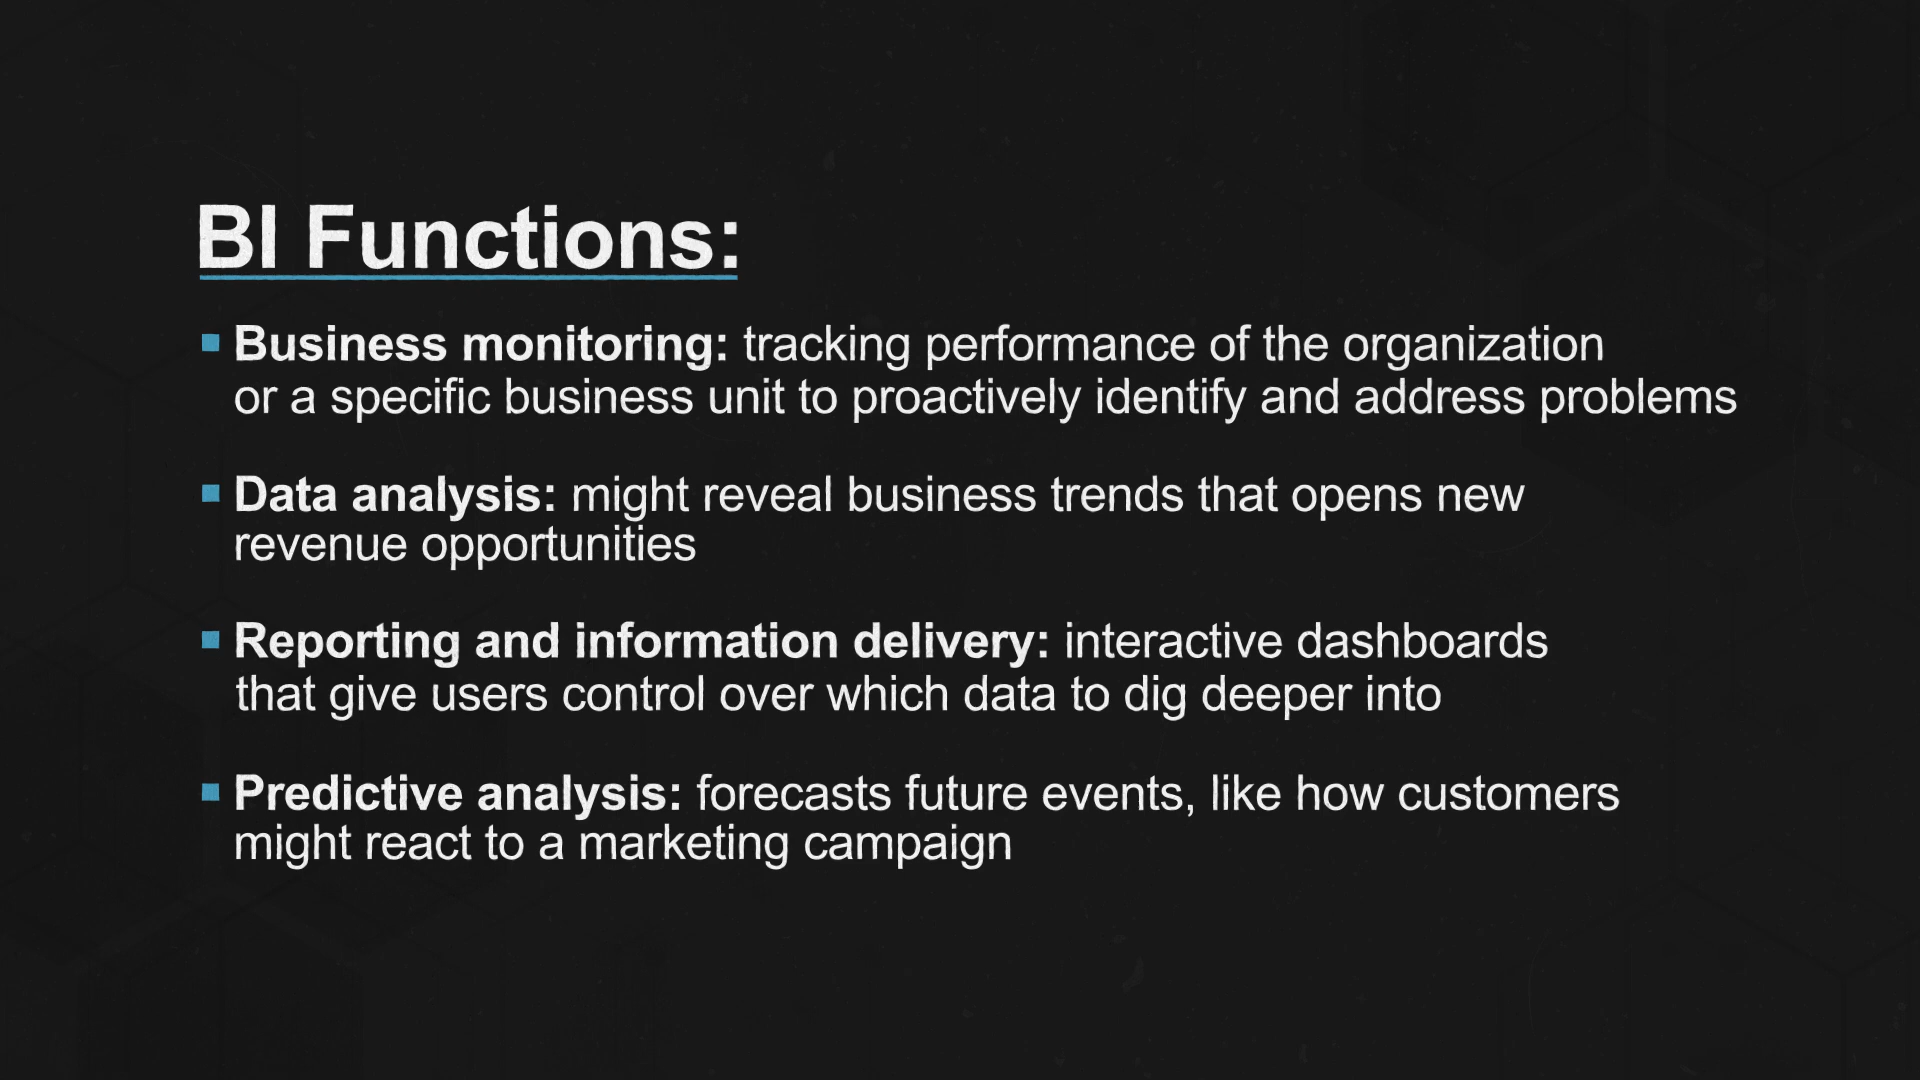 BI Functions:
▪ Business monitoring: tracking performance of the organization
or a specific business unit to proactively identify and address problems
▪ Data analysis: might reveal business trends that opens new
revenue opportunities
▪ Reporting and information delivery: interactive dashboards
that give users control over which data to dig deeper into
▪ Predictive analysis: forecasts future events, like how customers
might react to a marketing campaign